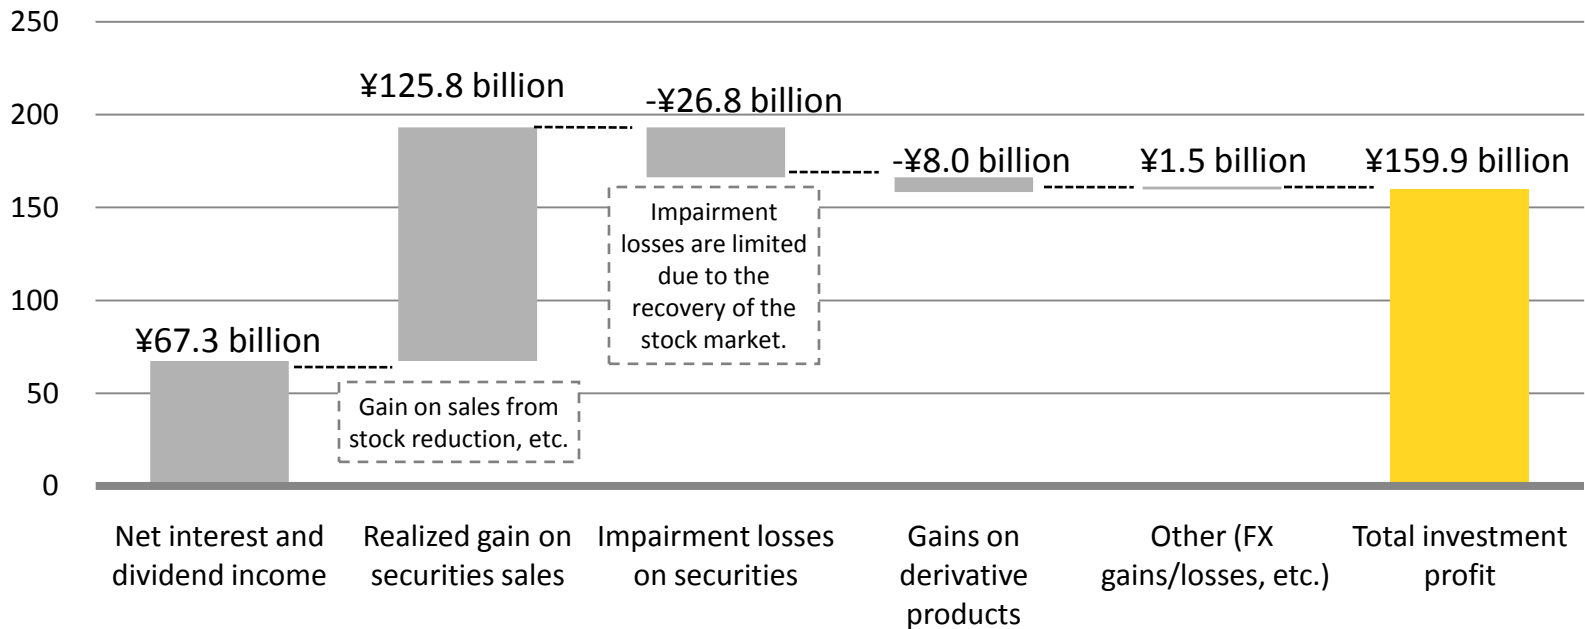 250
200
150
100
50
0
¥67.3 billion
¥125.8 billion
-¥26.8 billion
-¥8.0 billion
¥1.5 billion
¥159.9 billion
Gain on sales from
stock reduction, etc.
Impairment
losses are limited
due to the
recovery of the
stock market.
Net interest and
dividend income
Realized gain on
securities sales
Impairment losses
on securities
Gains on
derivative
products
Other (FX
gains/losses, etc.)
Total investment
profit